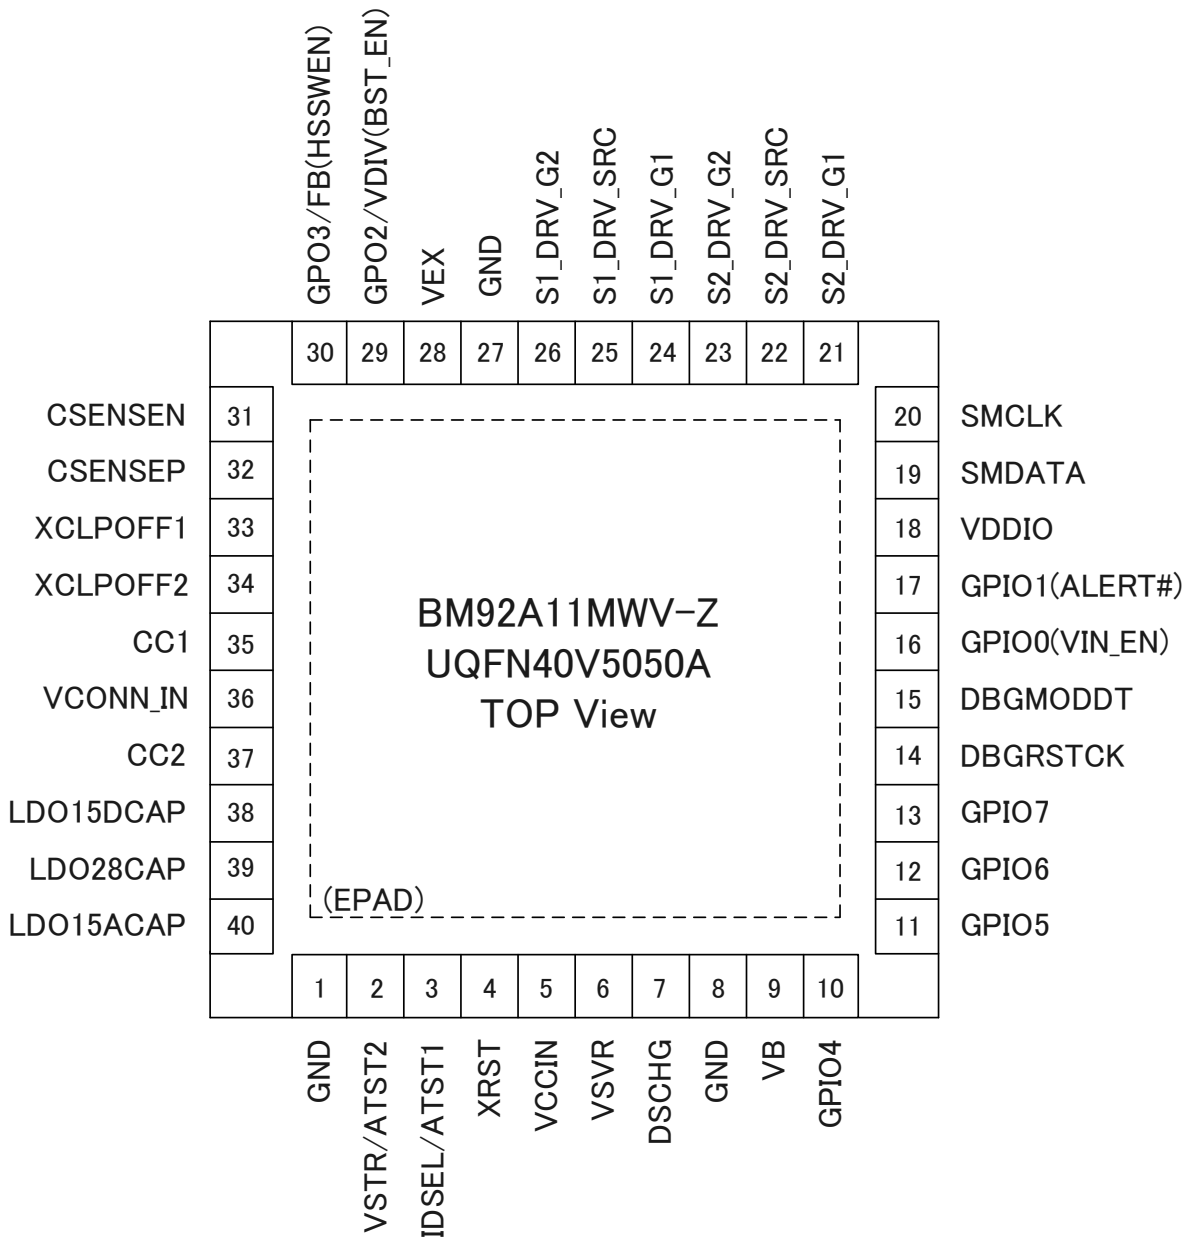 GPO3/FB(HSSWEN)
GPO2/VDIV(BST_EN)
VEX
GND
S1_DRV_G2
S1_DRV_SRC
S1_DRV_G1
S2_DRV_G2
S2_DRV_SRC
S2_DRV_G1
30 29 28 27 26 25 24 23 22 21
CSENSEN 31
CSENSEP 32
XCLPOFF1 33
XCLPOFF2 34
CC1 35
VCONN_IN 36
CC2 37
LDO15DCAP 38
LDO28CAP 39
LDO15ACAP 40
BM92A11MWV-Z
UQFN40V5050A
TOP View
(EPAD)
20 SMCLK
19 SMDATA
18 VDDIO
17 GPIO1(ALERT#)
16 GPIO0(VIN_EN)
15 DBGMODDT
14 DBGRSTCK
13 GPIO7
12 GPIO6
11 GPIO5
1 2 3 4 5 6 7 8 9 10
GND
VSTR/ATST2
IDSEL/ATST1
XRST
VCCIN
VSVR
DSCHG
GND
VB
GPIO4